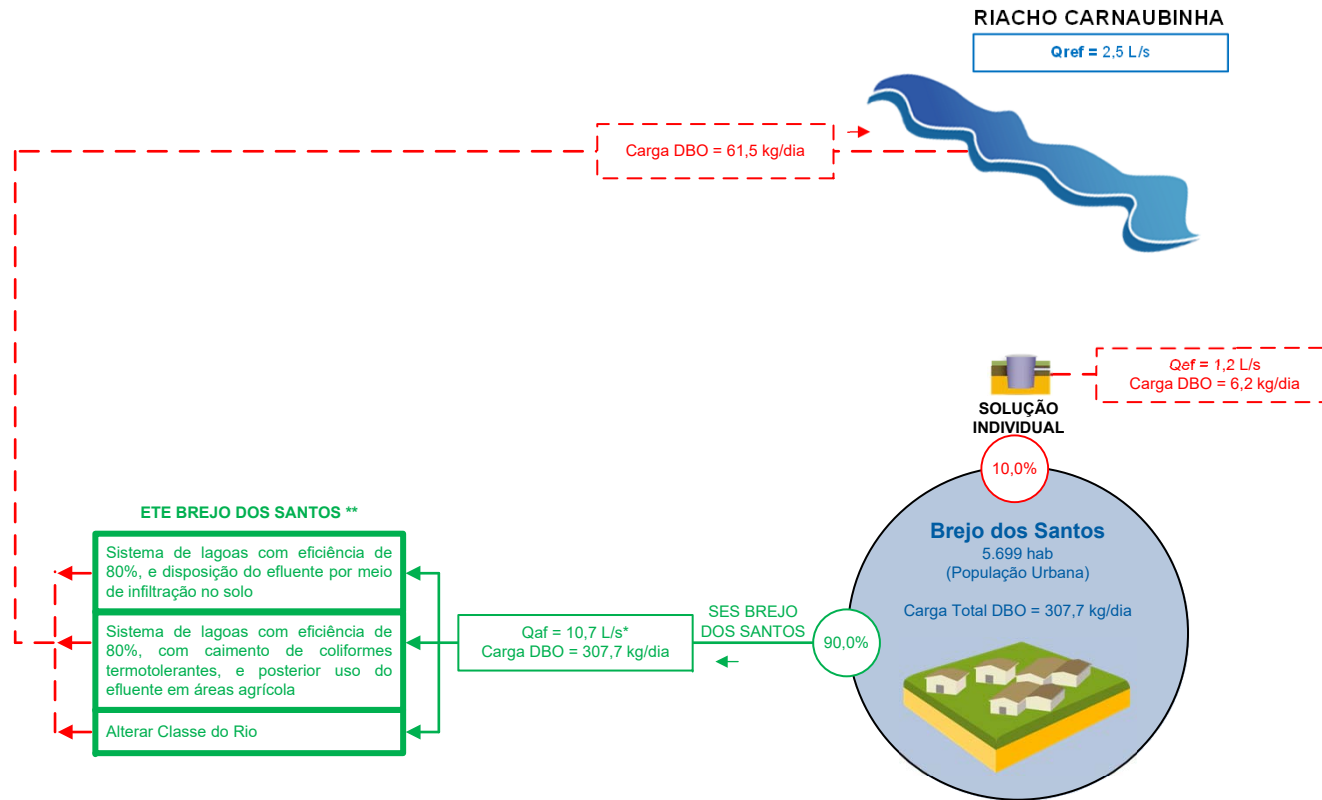 RIACHO CARNAUBINHA
Qref = 2,5 L/s
Carga DBO = 61,5 kg/dia
Qef = 1,2 L/s
Carga DBO = 6,2 kg/dia
SOLUÇÃO
INDIVIDUAL
10,0%
ETE BREJO DOS SANTOS **
Sistema de lagoas com eficiência de
80%, e disposição do efluente por meio
de infiltração no solo
Sistema de lagoas com eficiência de
80%, com caimento de coliformes
termotolerantes, e posterior uso do
efluente em áreas agrícola
Alterar Classe do Rio
Qaf = 10,7 L/s*
Carga DBO = 307,7 kg/dia
SES BREJO
DOS SANTOS
90,0%
Brejo dos Santos
5.699 hab
(População Urbana)
Carga Total DBO = 307,7 kg/dia